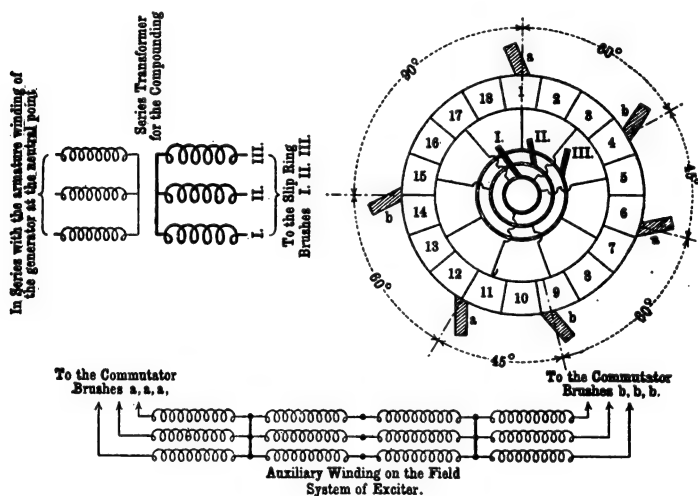 In Series with the armature winding of
the generator at the neutral point.
Series Transformer
for the Compounding
III.
II.
I.
To the Slip Ring
Brushes I. II. III.
90°
60°
45°
60°
45°
60°
a
b
a
b
a
b
1
2
3
4
5
6
7
8
9
10
11
12
13
14
15
16
17
18
I.
II.
III.
To the Commutator
Brushes a, a, a,
To the Commutator
Brushes b, b, b.
Auxiliary Winding on the Field
System of Exciter.